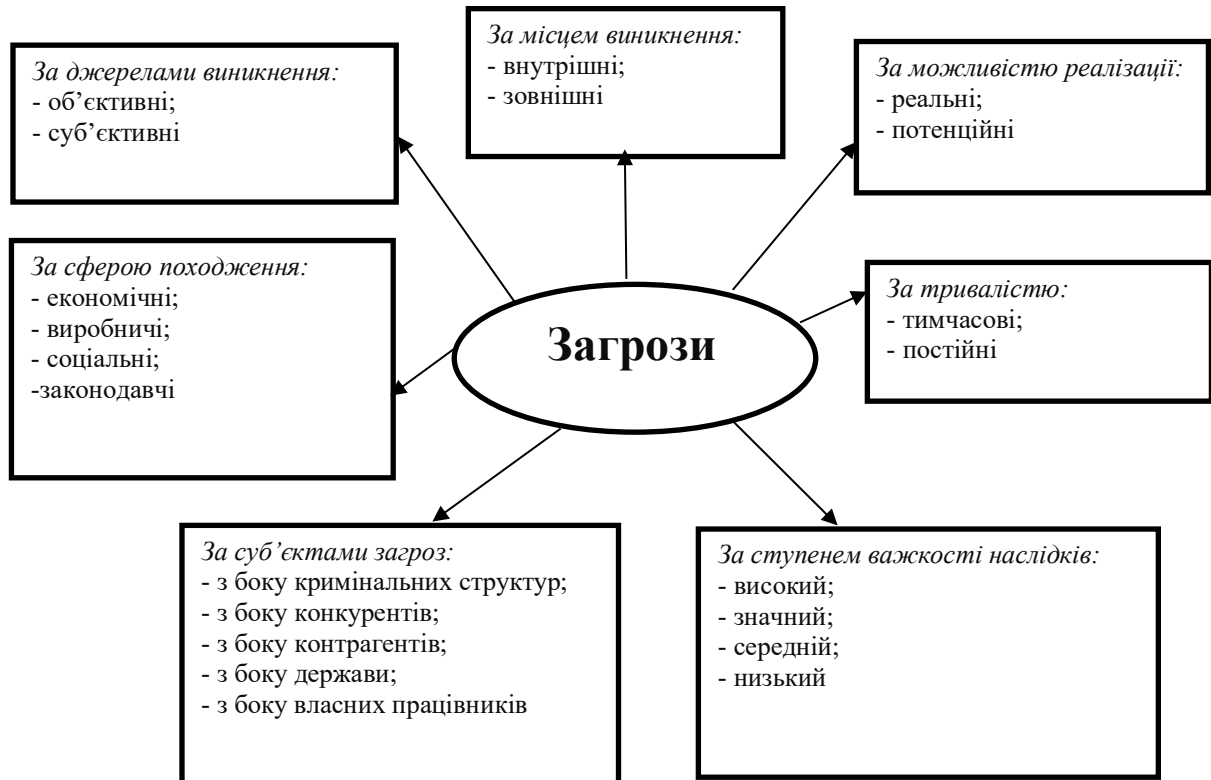 За джерелами виникнення:
- об’єктивні;
- суб’єктивні
За місцем виникнення:
- внутрішні;
- зовнішні
За можливістю реалізації:
- реальні;
- потенційні
За сферою походження:
- економічні;
- виробничі;
- соціальні;
-законодавчі
Загрози
За тривалістю:
- тимчасові;
- постійні
За суб’єктами загроз:
- з боку кримінальних структур;
- з боку конкурентів;
- з боку контрагентів;
- з боку держави;
- з боку власних працівників
За ступенем важкості наслідків:
- високий;
- значний;
- середній;
- низький